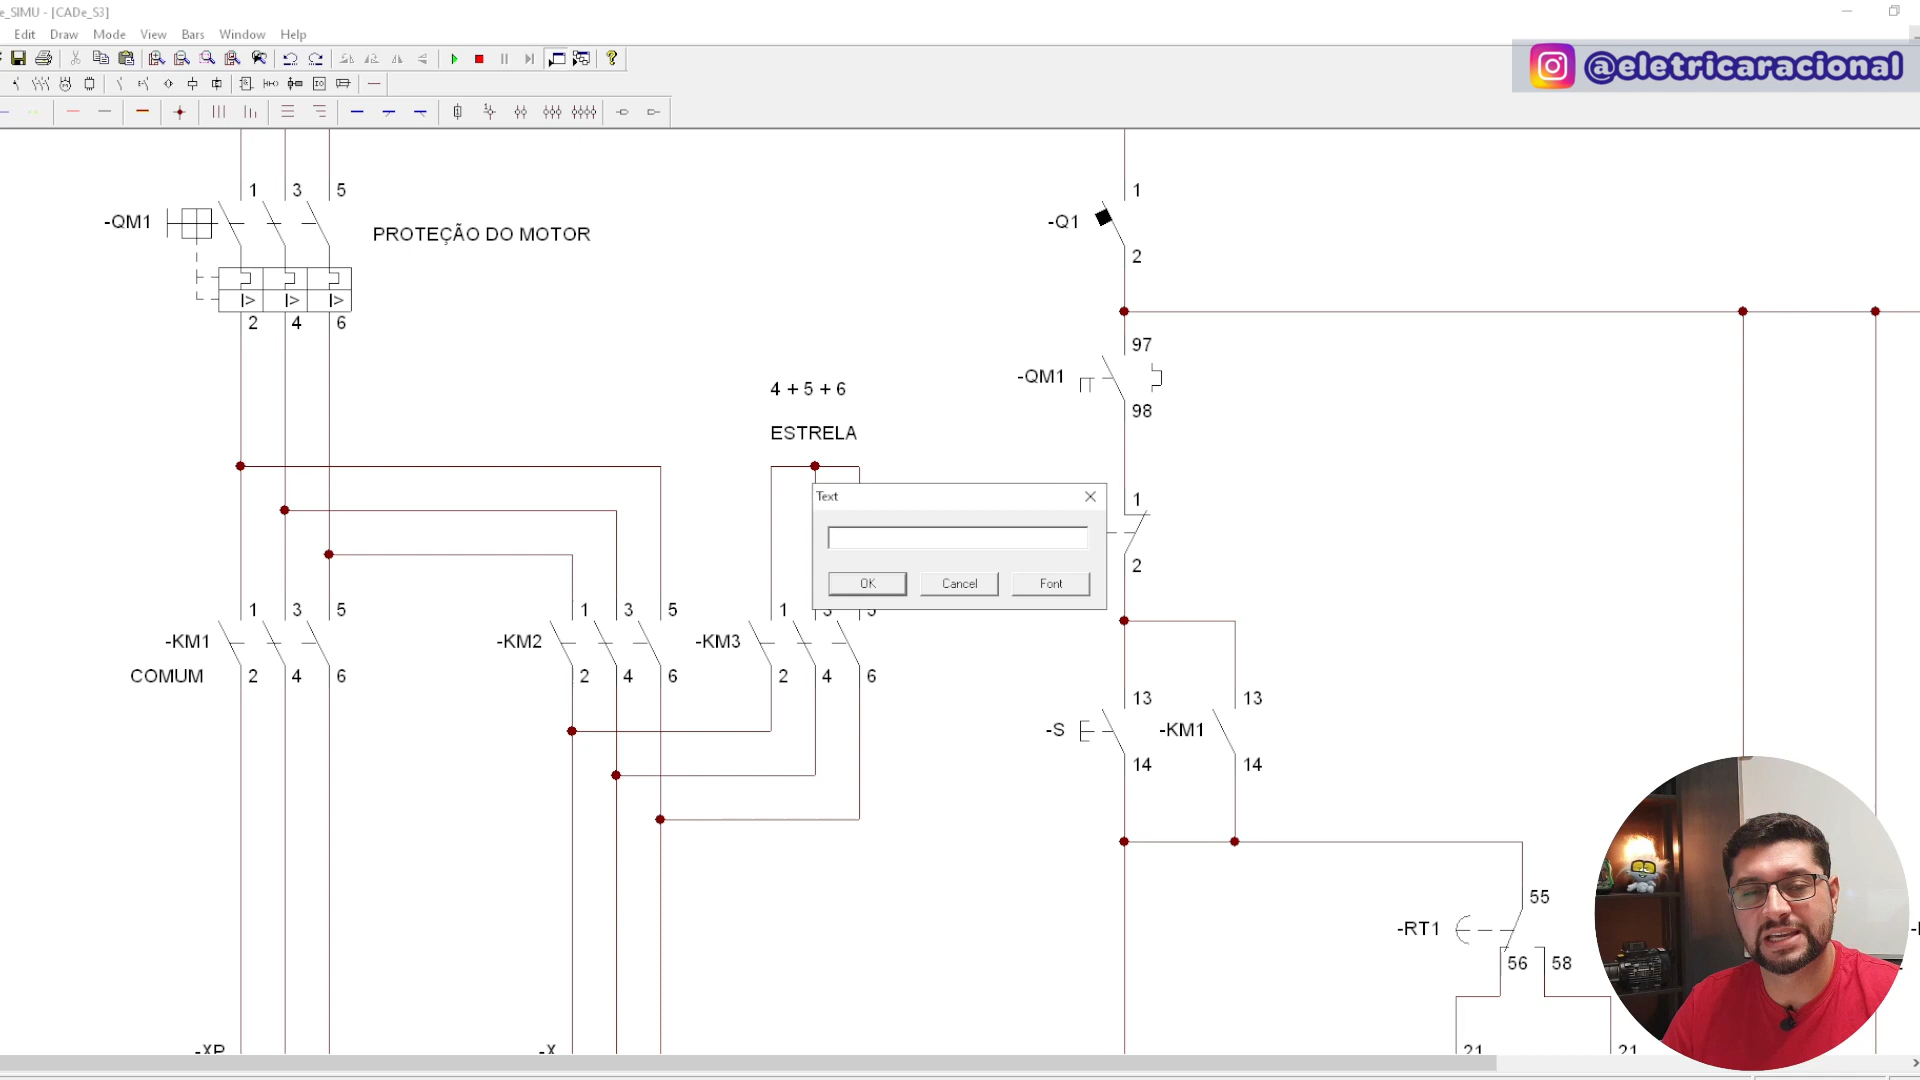 e_SIMU - [CADe_S3]
Edit Draw Mode View Bars Window Help
@eletricaracional
1 3 5
-QM1
PROTEÇÃO DO MOTOR
|> |> |>
2 4 6
1
-Q1
2
97
-QM1
98
4 + 5 + 6
ESTRELA
Text
OK Cancel Font
1
2
1 3 5
-KM1
COMUM
2 4 6
1 3 5
-KM2
2 4 6
1 3 5
-KM3
2 4 6
13
-S
14
13
-KM1
14
55
-RT1
56 58
21 21
-XP
-X